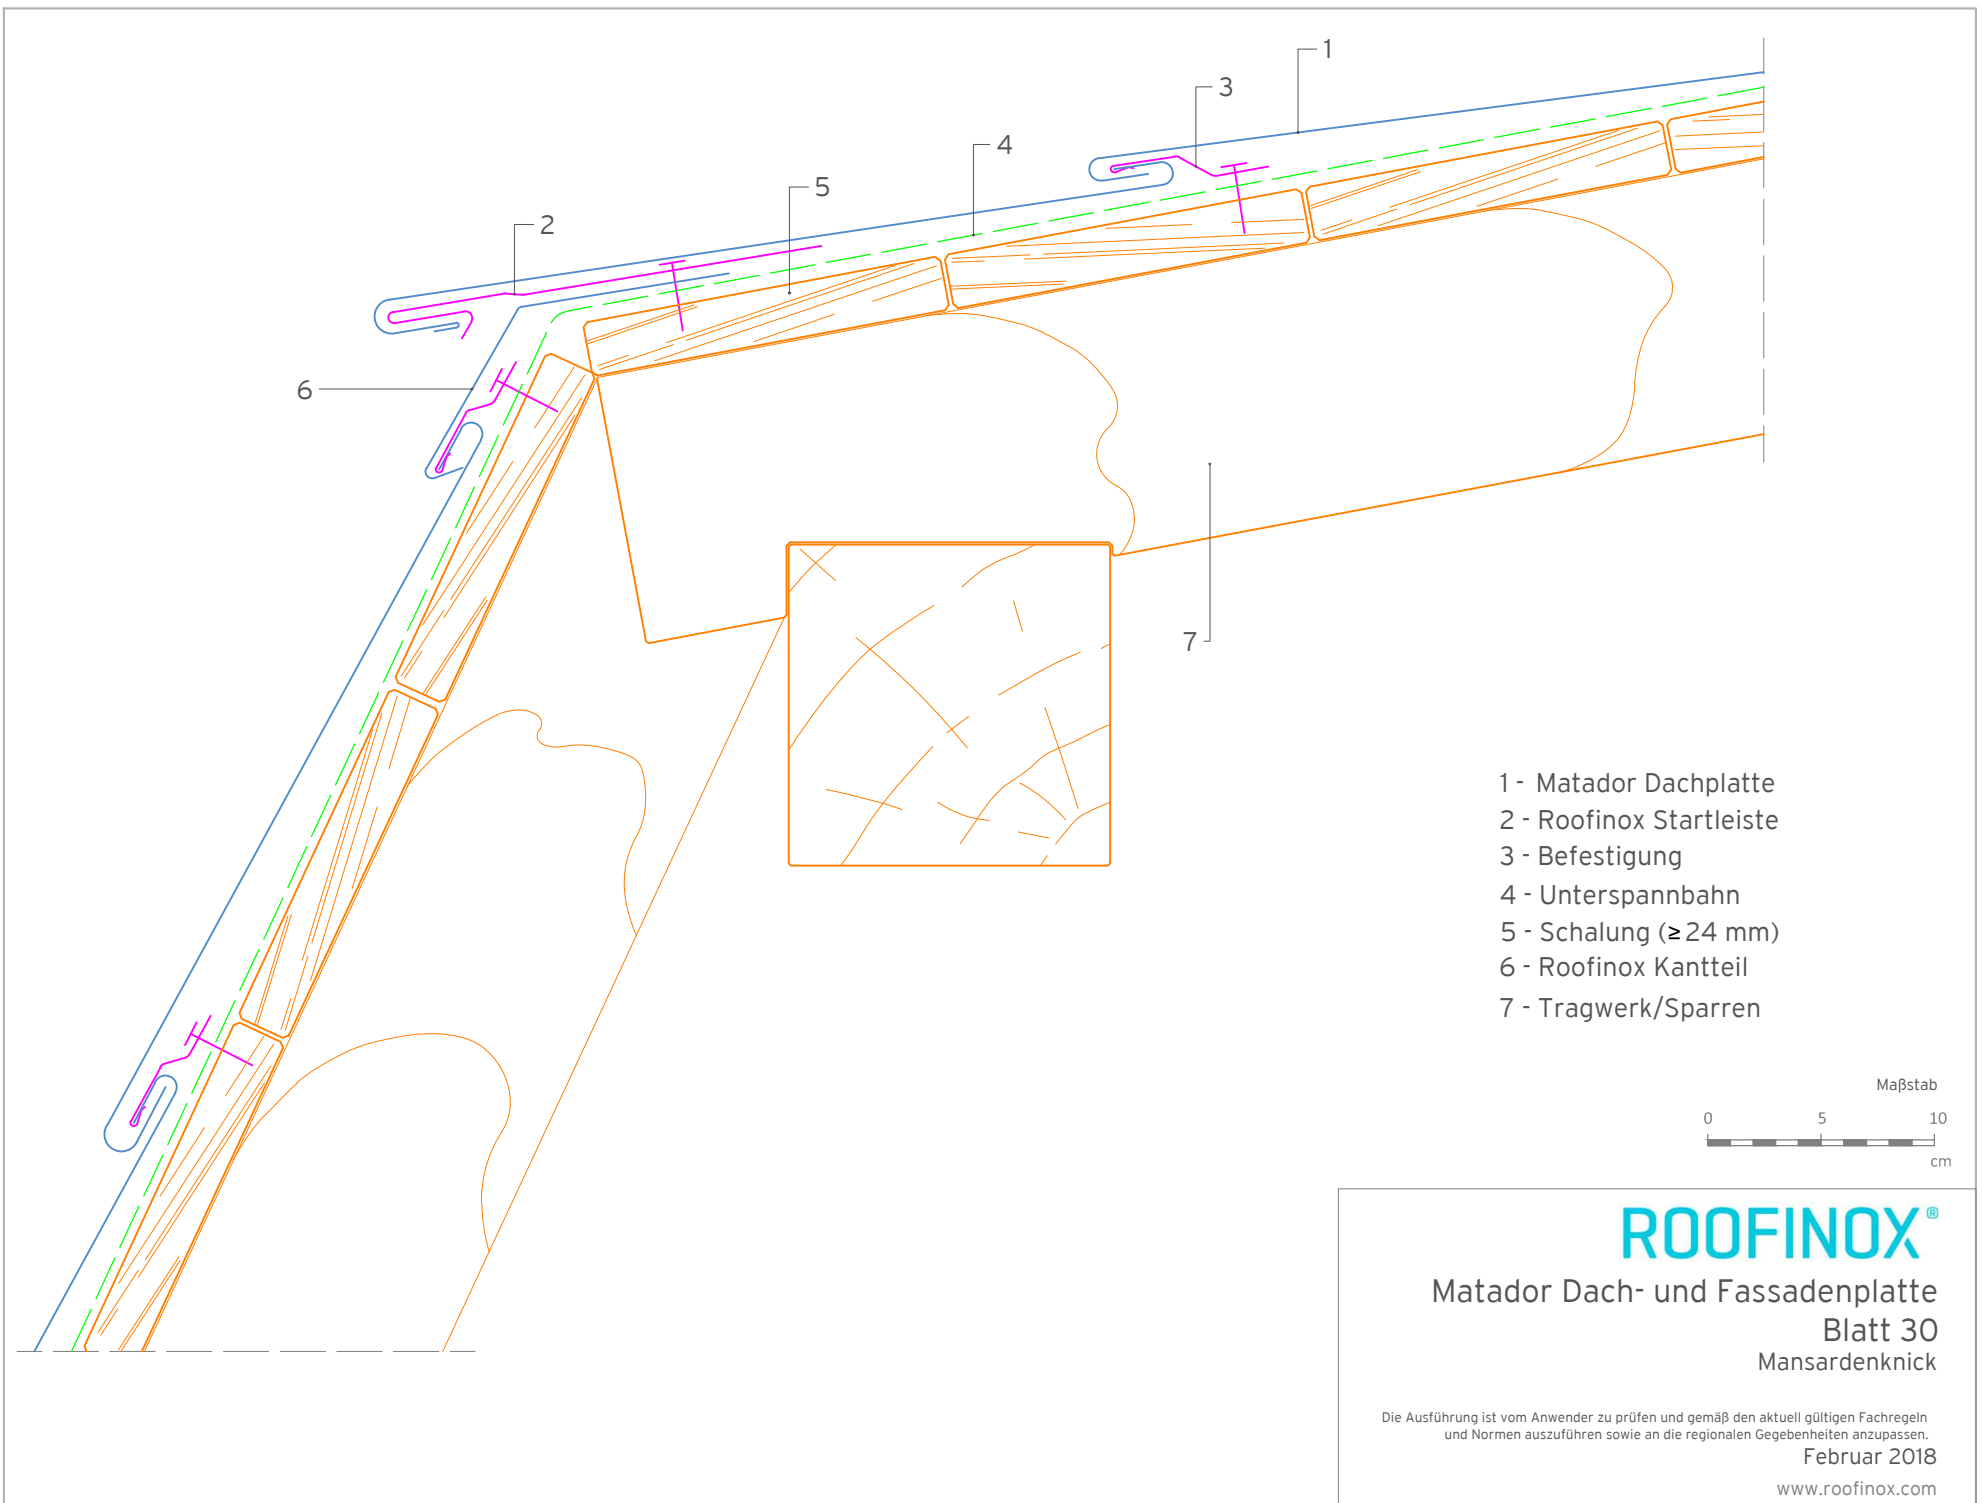 1
3
4
5
2
6
7
1 - Matador Dachplatte
2 - Roofinox Startleiste
3 - Befestigung
4 - Unterspannbahn
5 - Schalung (≥24 mm)
6 - Roofinox Kantteil
7 - Tragwerk/Sparren
Maßstab
0 5 10
cm
ROOFINOX®
Matador Dach- und Fassadenplatte
Blatt 30
Mansardenknick
Die Ausführung ist vom Anwender zu prüfen und gemäß den aktuell gültigen Fachregeln
und Normen auszuführen sowie an die regionalen Gegebenheiten anzupassen.
Februar 2018
www.roofinox.com